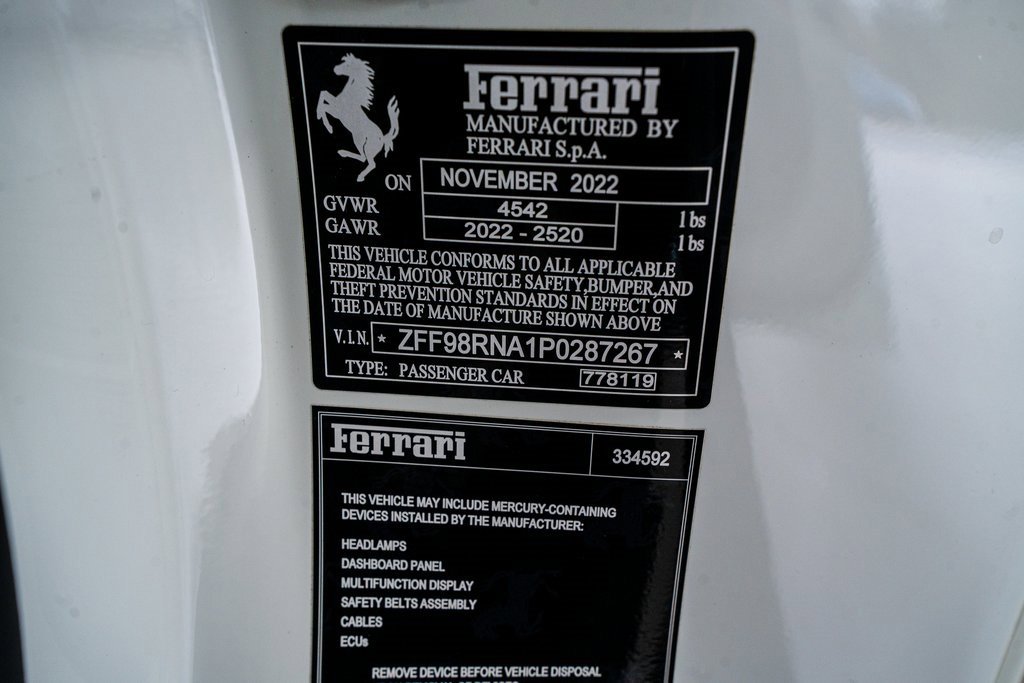 Ferrari
MANUFACTURED BY
FERRARI S.p.A.
ON NOVEMBER 2022
GVWR 4542 lbs
GAWR 2022 - 2520 lbs
THIS VEHICLE CONFORMS TO ALL APPLICABLE
FEDERAL MOTOR VEHICLE SAFETY,BUMPER,AND
THEFT PREVENTION STANDARDS IN EFFECT ON
THE DATE OF MANUFACTURE SHOWN ABOVE
V.I.N. * ZFF98RNA1P0287267 *
TYPE: PASSENGER CAR 778119
Ferrari 334592
THIS VEHICLE MAY INCLUDE MERCURY-CONTAINING
DEVICES INSTALLED BY THE MANUFACTURER:
HEADLAMPS
DASHBOARD PANEL
MULTIFUNCTION DISPLAY
SAFETY BELTS ASSEMBLY
CABLES
ECUs
REMOVE DEVICE BEFORE VEHICLE DISPOSAL